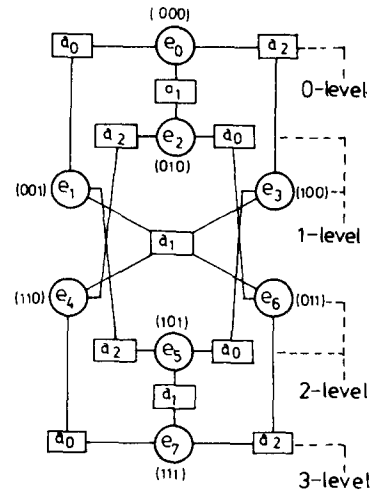 (000)
a0 e0 a2
0-level
a1
a2 e2 a0
(010)
(001) e1 e3 (100)
a1 1-level
(110) e4 e6 (011)
(101)
a2 e5 a0
a1 2-level
a0 e7 a2
(111) 3-level